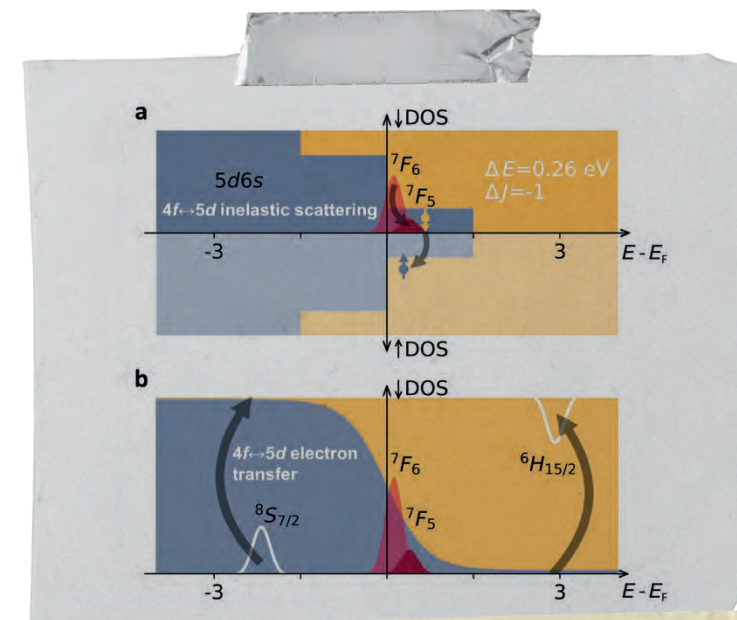 a
↓DOS
⁷F₆
ΔE=0.26 eV
5d6s
⁷F₅
ΔJ=-1
4f↔5d inelastic scattering
-3
3
E - E_F
↑DOS
b
↓DOS
4f↔5d electron
transfer
⁷F₆
⁶H₁₅/₂
⁸S₇/₂
⁷F₅
-3
3
E - E_F